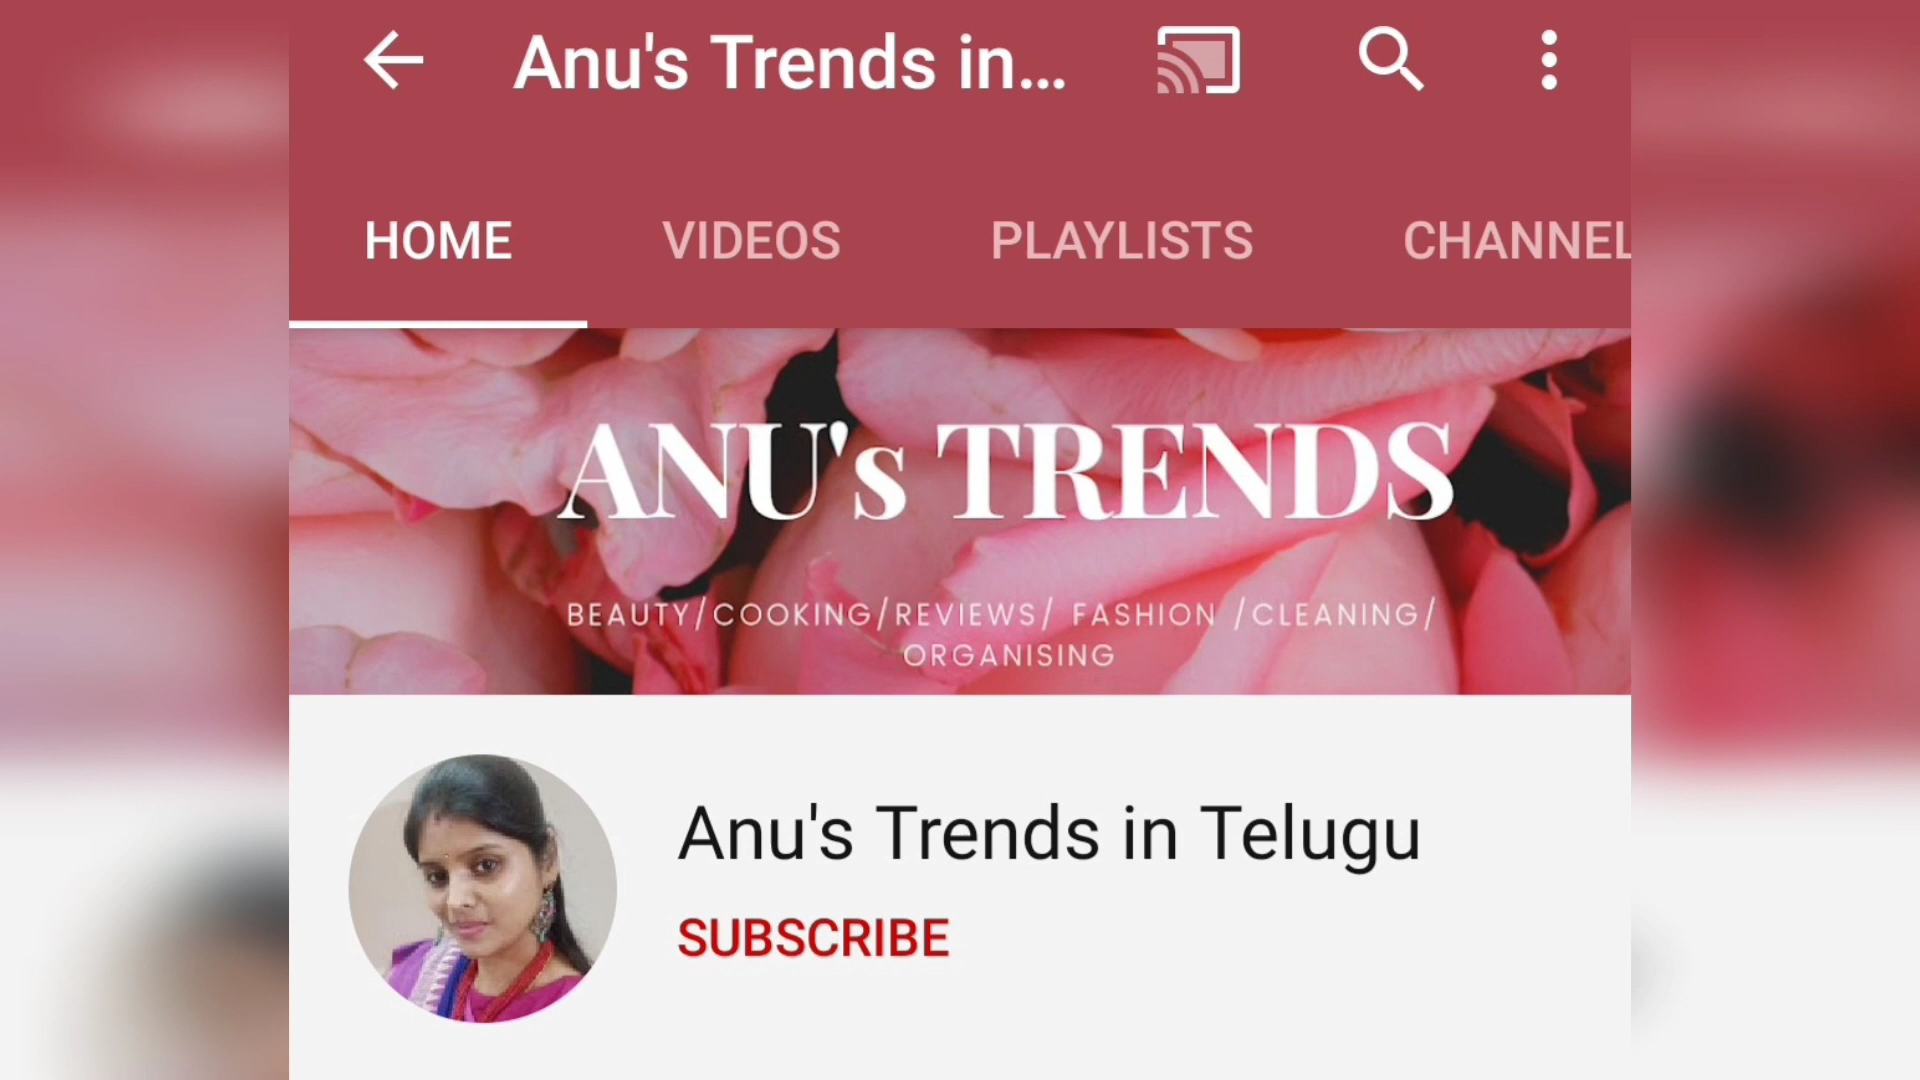 Anu's Trends in...
HOME VIDEOS PLAYLISTS CHANNEL
ANU's TRENDS
BEAUTY/COOKING/REVIEWS/ FASHION /CLEANING/
ORGANISING
Anu's Trends in Telugu
SUBSCRIBE